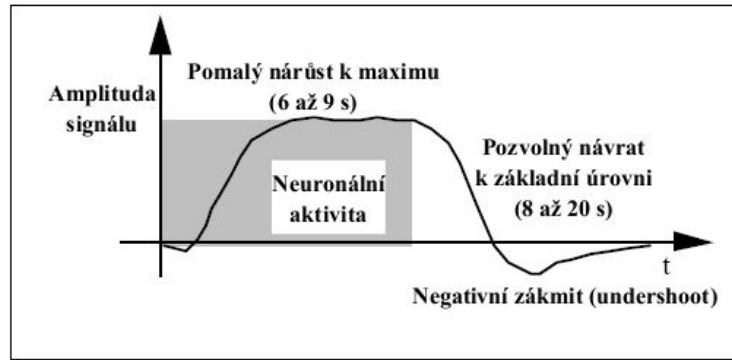 Pomalý nárůst k maximu
(6 až 9 s)
Amplituda
signálu
Neuronální
aktivita
Pozvolný návrat
k základní úrovni
(8 až 20 s)
t
Negativní zákmit (undershoot)